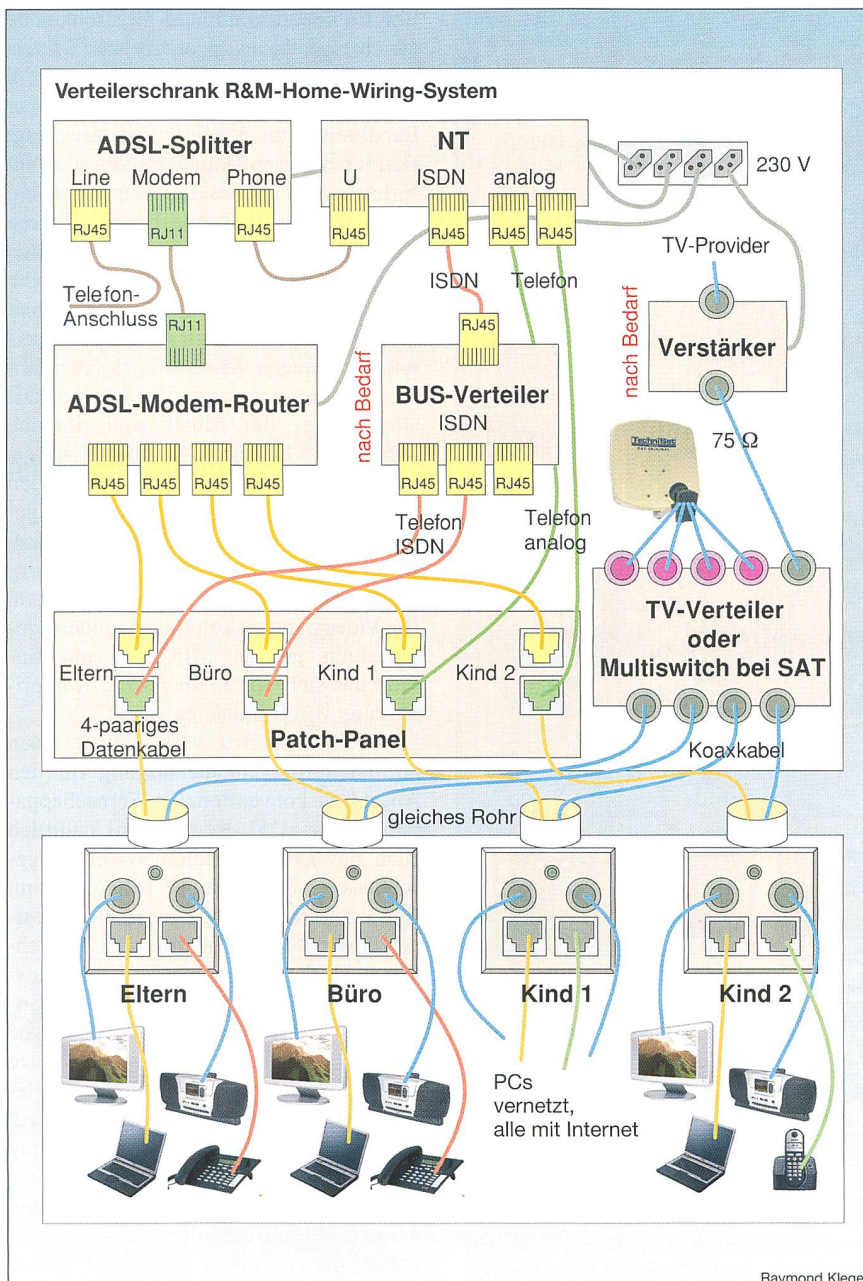 Verteilerschrank R&M-Home-Wiring-System
ADSL-Splitter
Line Modem Phone
RJ45
RJ11
RJ45
NT
U ISDN analog
RJ45
RJ45
RJ45
RJ45
230 V
Telefon-
Anschluss
ISDN
Telefon
TV-Provider
RJ11
ADSL-Modem-Router
RJ45
RJ45
RJ45
RJ45
nach Bedarf
RJ45
BUS-Verteiler
ISDN
RJ45
RJ45
RJ45
nach Bedarf
Verstärker
75 Ω
TechniSat
Telefon
ISDN
Telefon
analog
TV-Verteiler
oder
Multiswitch bei SAT
Eltern
Büro
Kind 1
Kind 2
4-paariges
Datenkabel
Patch-Panel
Koaxkabel
gleiches Rohr
Eltern
Büro
Kind 1
Kind 2
PCs
vernetzt,
alle mit Internet
Raymond Klege